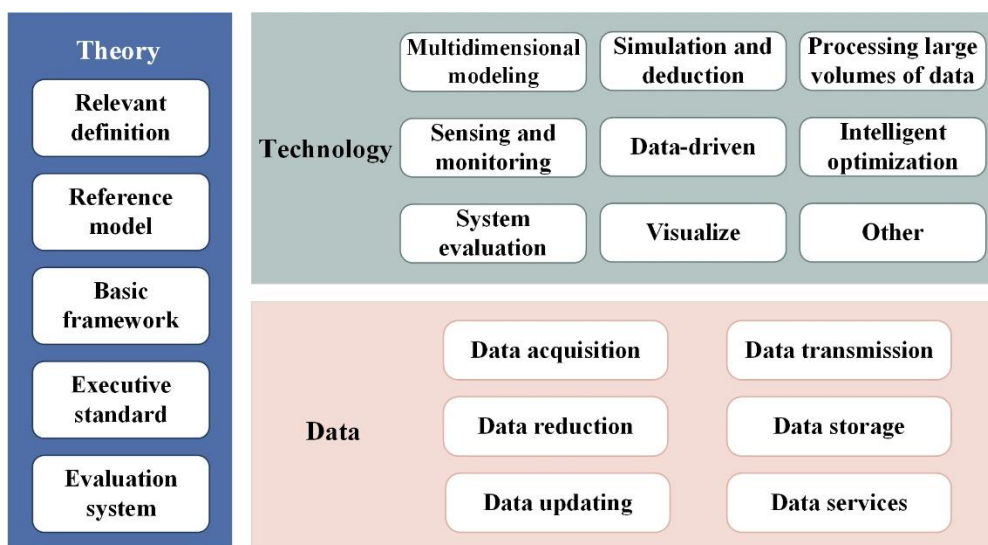 Theory
Relevant
definition
Reference
model
Basic
framework
Executive
standard
Evaluation
system
Technology
Multidimensional
modeling
Simulation and
deduction
Processing large
volumes of data
Sensing and
monitoring
Data-driven
Intelligent
optimization
System
evaluation
Visualize
Other
Data
Data acquisition
Data transmission
Data reduction
Data storage
Data updating
Data services